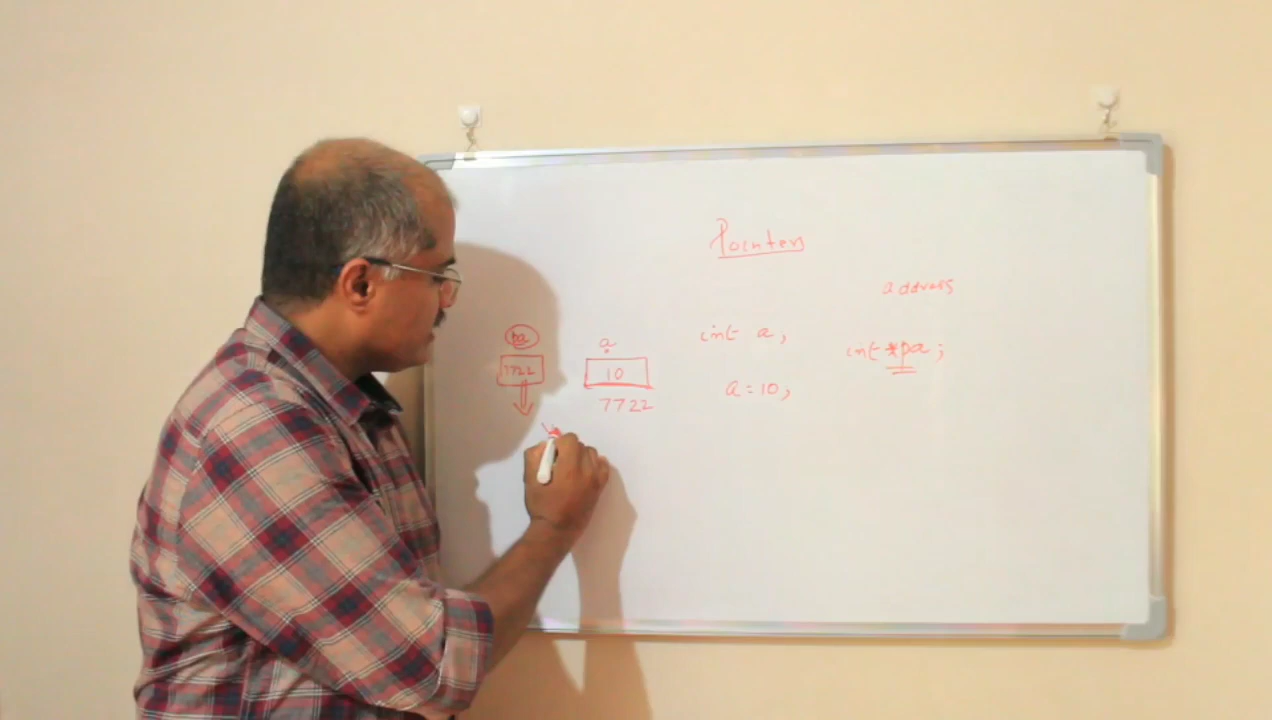 Pointers
address
pa
a
int a;
int *pa;
7722
10
a = 10;
7722